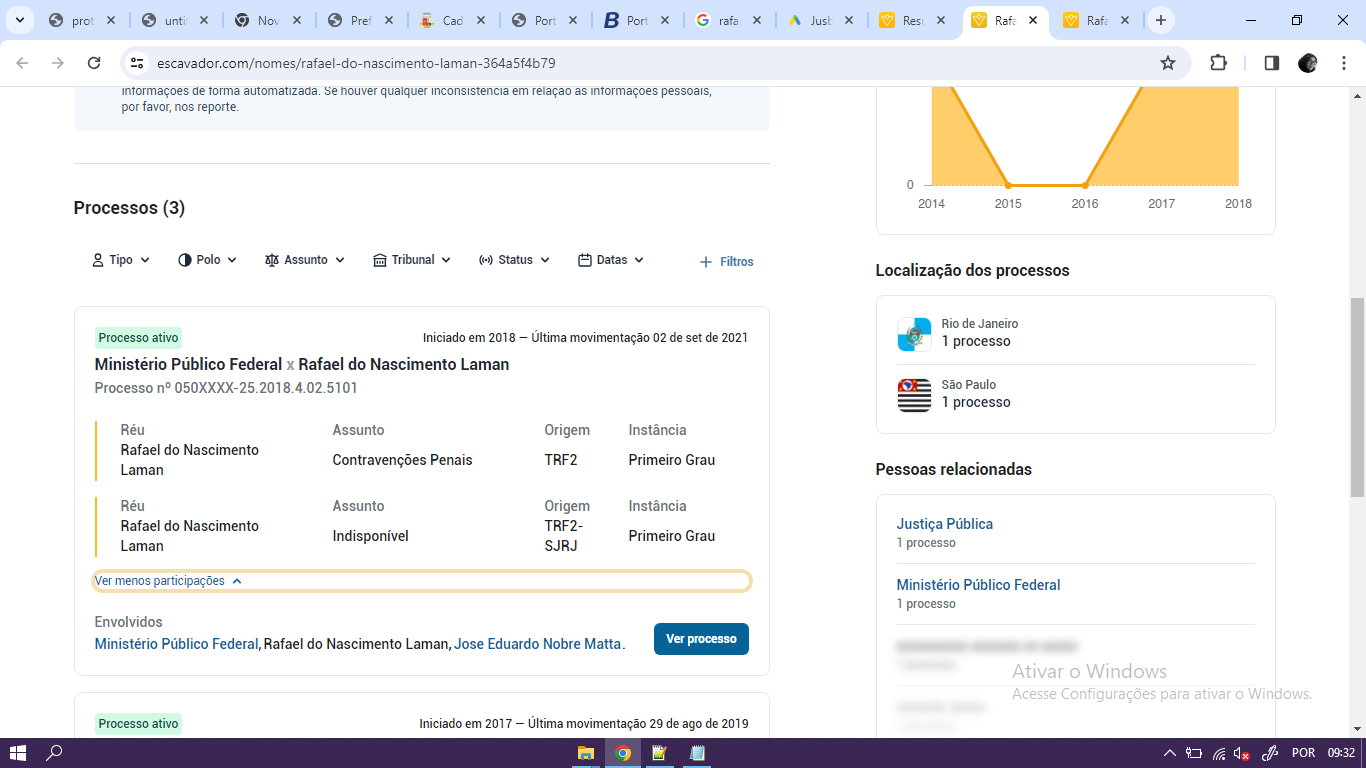 prot
untit
Nov
Pref
Cad
Port
Port
rafa
Jusb
Resu
Rafa
Rafa
escavador.com/nomes/rafael-do-nascimento-laman-364a5f4b79
informações de forma automatizada. Se houver qualquer inconsistência em relação às informações pessoais,
por favor, nos reporte.
Processos (3)
Tipo Polo Assunto Tribunal Status Datas + Filtros
Processo ativo Iniciado em 2018 — Última movimentação 02 de set de 2021
Ministério Público Federal x Rafael do Nascimento Laman
Processo nº 050XXXX-25.2018.4.02.5101
Réu Assunto Origem Instância
Rafael do Nascimento
Laman Contravenções Penais TRF2 Primeiro Grau
Réu Assunto Origem Instância
Rafael do Nascimento
Laman Indisponível TRF2-
SJRJ Primeiro Grau
Ver menos participações
Envolvidos
Ministério Público Federal, Rafael do Nascimento Laman, Jose Eduardo Nobre Matta.
Ver processo
Processo ativo Iniciado em 2017 — Última movimentação 29 de ago de 2019
0
2014 2015 2016 2017 2018
Localização dos processos
Rio de Janeiro
1 processo
São Paulo
1 processo
Pessoas relacionadas
Justiça Pública
1 processo
Ministério Público Federal
1 processo
Ativar o Windows
Acesse Configurações para ativar o Windows.
POR 09:32